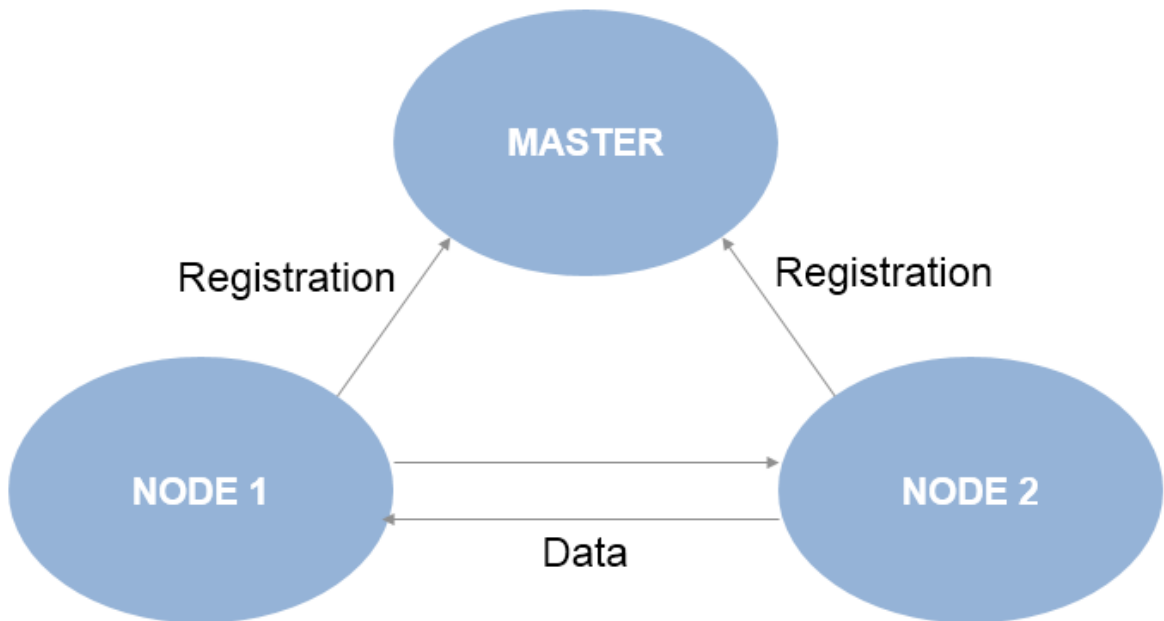 MASTER
Registration
Registration
NODE 1
NODE 2
Data